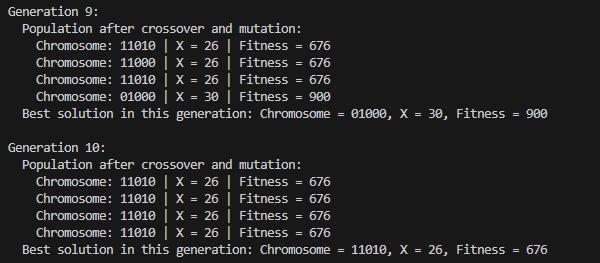 Generation 9:
Population after crossover and mutation:
Chromosome: 11010 | X = 26 | Fitness = 676
Chromosome: 11000 | X = 26 | Fitness = 676
Chromosome: 11010 | X = 26 | Fitness = 676
Chromosome: 01000 | X = 30 | Fitness = 900
Best solution in this generation: Chromosome = 01000, X = 30, Fitness = 900
Generation 10:
Population after crossover and mutation:
Chromosome: 11010 | X = 26 | Fitness = 676
Chromosome: 11010 | X = 26 | Fitness = 676
Chromosome: 11010 | X = 26 | Fitness = 676
Chromosome: 11010 | X = 26 | Fitness = 676
Best solution in this generation: Chromosome = 11010, X = 26, Fitness = 676